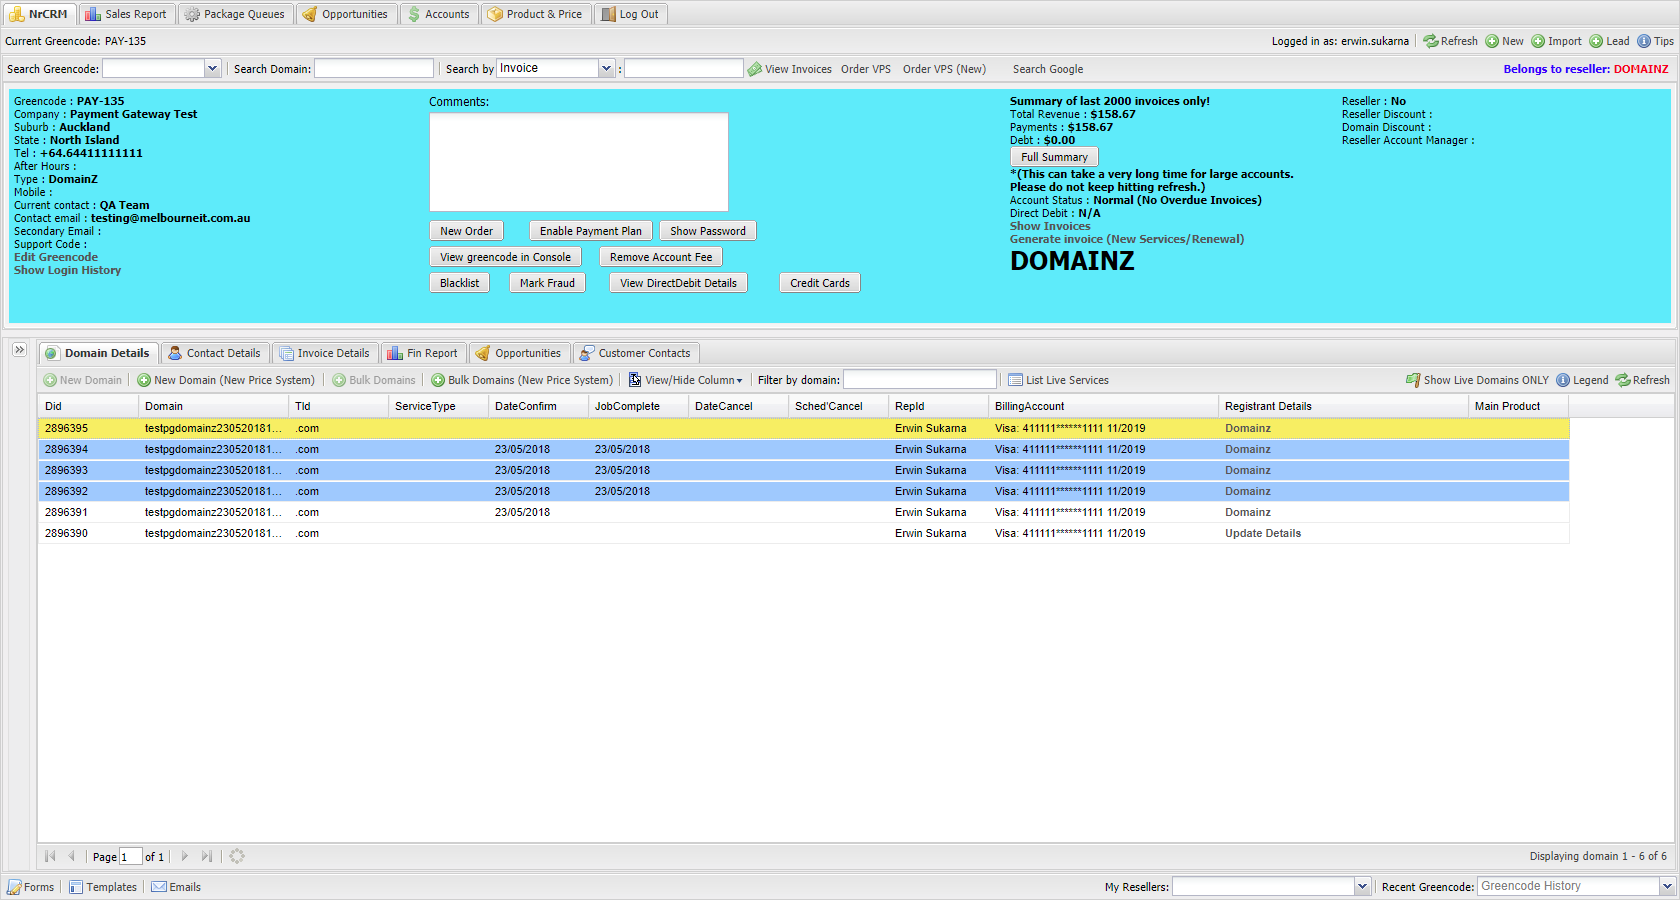 NrCRM Sales Report Package Queues Opportunities Accounts Product & Price Log Out
Current Greencode: PAY-135 Logged in as: erwin.sukarna Refresh New Import Lead Tips
Search Greencode: Search Domain: Search by Invoice : View Invoices Order VPS Order VPS (New) Search Google Belongs to reseller: DOMAINZ
Greencode : PAY-135
Company : Payment Gateway Test
Suburb : Auckland
State : North Island
Tel : +64.64411111111
After Hours :
Type : DomainZ
Mobile :
Current contact : QA Team
Contact email : testing@melbourneit.com.au
Secondary Email :
Support Code :
Edit Greencode
Show Login History
Comments:
New Order Enable Payment Plan Show Password
View greencode in Console Remove Account Fee
Blacklist Mark Fraud View DirectDebit Details Credit Cards
Summary of last 2000 invoices only!
Total Revenue : $158.67
Payments : $158.67
Debt : $0.00
Full Summary
*(This can take a very long time for large accounts.
Please do not keep hitting refresh.)
Account Status : Normal (No Overdue Invoices)
Direct Debit : N/A
Show Invoices
Generate invoice (New Services/Renewal)
DOMAINZ
Reseller : No
Reseller Discount :
Domain Discount :
Reseller Account Manager :
Domain Details Contact Details Invoice Details Fin Report Opportunities Customer Contacts
New Domain New Domain (New Price System) Bulk Domains Bulk Domains (New Price System) View/Hide Column Filter by domain: List Live Services Show Live Domains ONLY Legend Refresh
Did Domain Tld ServiceType DateConfirm JobComplete DateCancel Sched'Cancel RepId BillingAccount Registrant Details Main Product
2896395 testpgdomainz230520181... .com Erwin Sukarna Visa: 411111******1111 11/2019 Domainz
2896394 testpgdomainz230520181... .com 23/05/2018 23/05/2018 Erwin Sukarna Visa: 411111******1111 11/2019 Domainz
2896393 testpgdomainz230520181... .com 23/05/2018 23/05/2018 Erwin Sukarna Visa: 411111******1111 11/2019 Domainz
2896392 testpgdomainz230520181... .com 23/05/2018 23/05/2018 Erwin Sukarna Visa: 411111******1111 11/2019 Domainz
2896391 testpgdomainz230520181... .com 23/05/2018 Erwin Sukarna Visa: 411111******1111 11/2019 Domainz
2896390 testpgdomainz230520181... .com Erwin Sukarna Visa: 411111******1111 11/2019 Update Details
Page 1 of 1 Displaying domain 1 - 6 of 6
Forms Templates Emails My Resellers: Recent Greencode: Greencode History